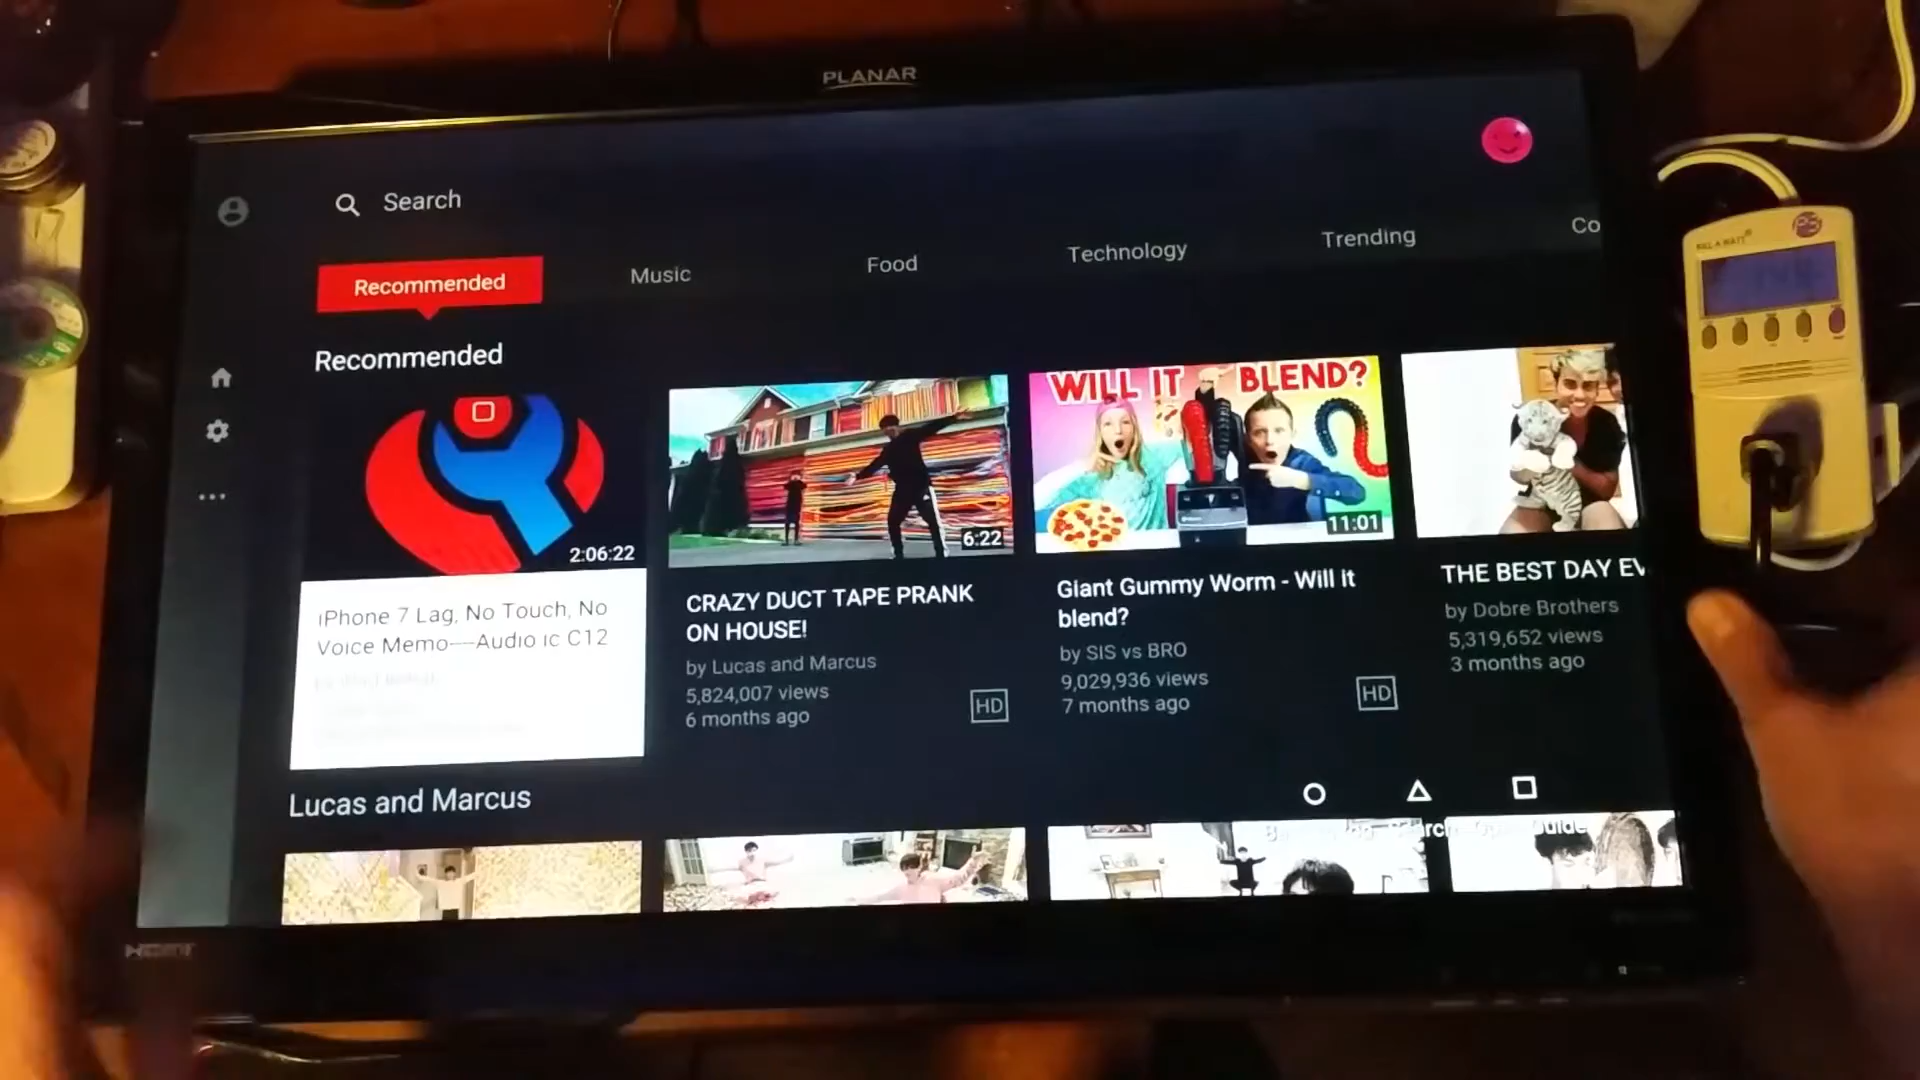 PLANAR
Search
Recommended
Music
Food
Technology
Trending
Co
Recommended
2:06:22
iPhone 7 Lag, No Touch, No
Voice Memo—Audio ic C12
6:22
CRAZY DUCT TAPE PRANK
ON HOUSE!
by Lucas and Marcus
5,824,007 views
6 months ago
HD
WILL IT BLEND?
11:01
Giant Gummy Worm - Will it
blend?
by SIS vs BRO
9,029,936 views
7 months ago
HD
THE BEST DAY EV
by Dobre Brothers
5,319,652 views
3 months ago
Lucas and Marcus
HDMI
KILL A WATT
P3